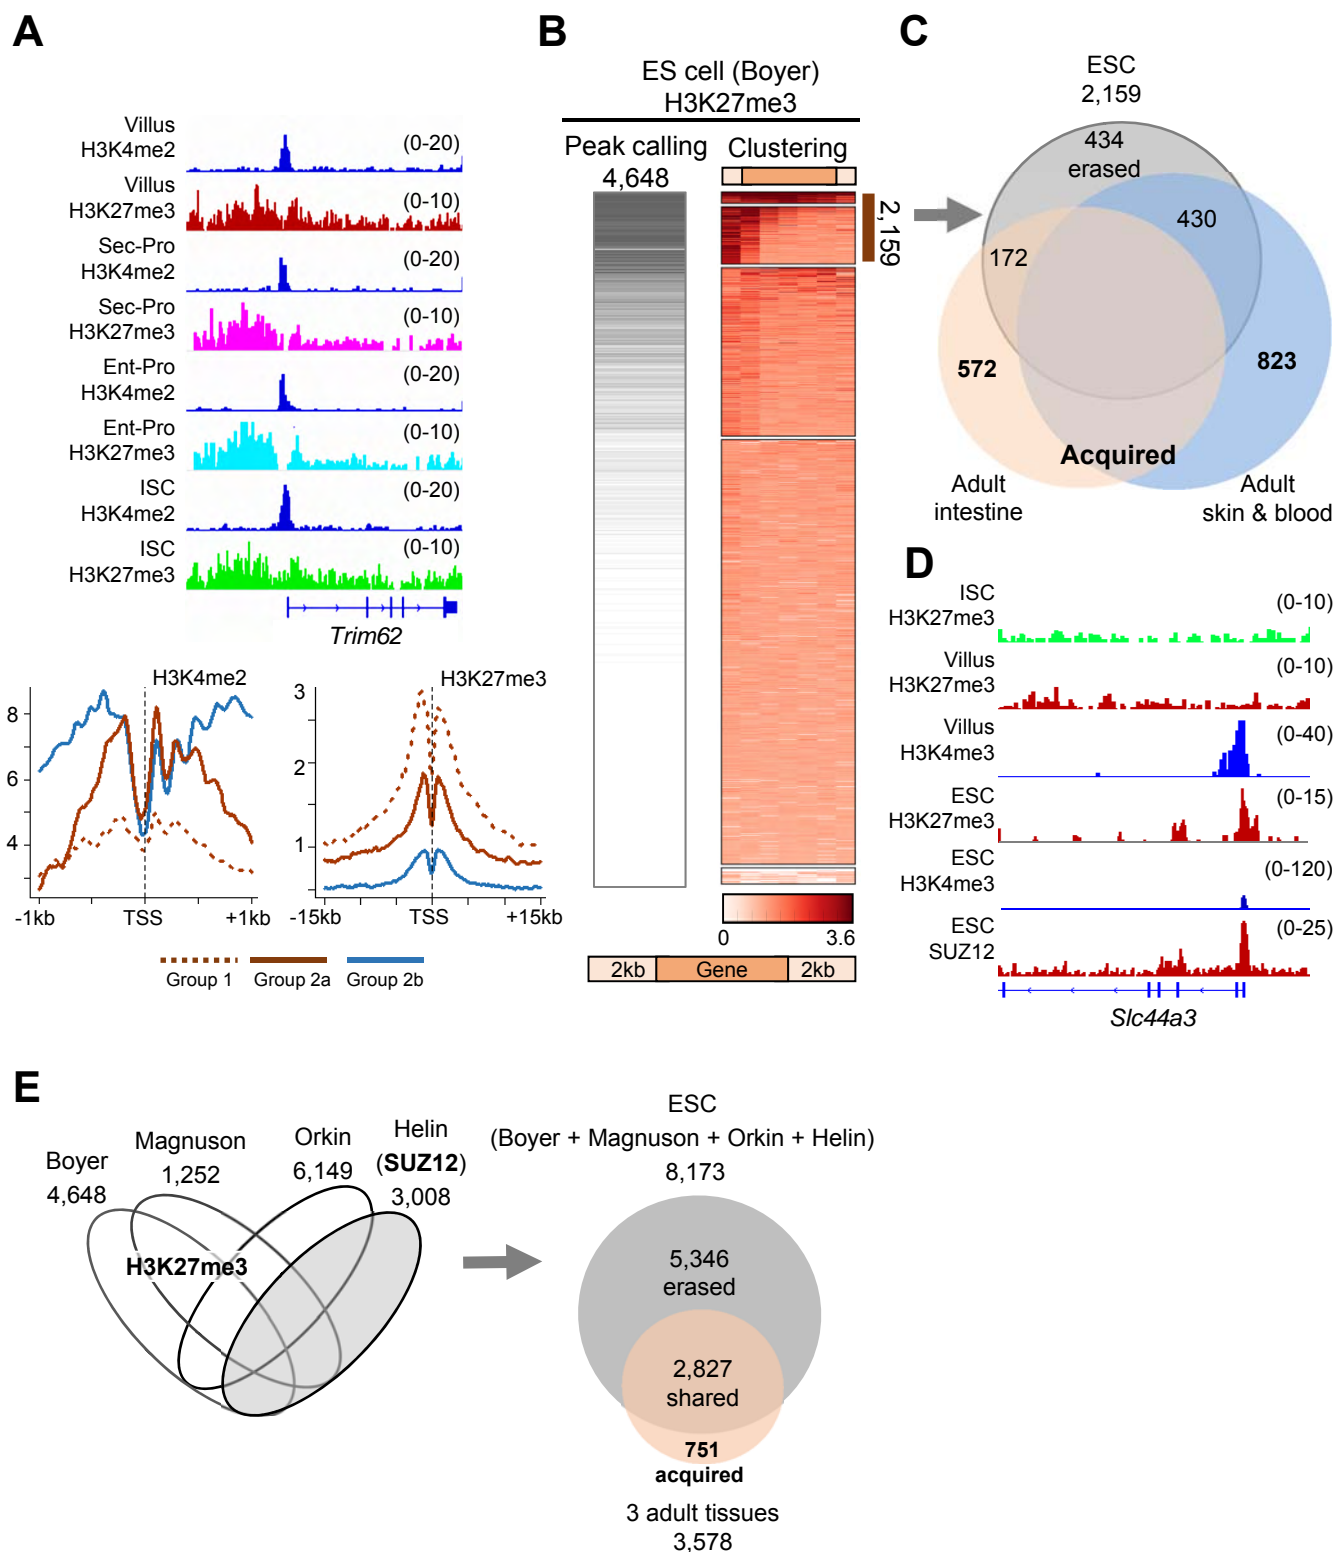 A
Villus
H3K4me2
(0-20)
Villus
H3K27me3
(0-10)
Sec-Pro
H3K4me2
(0-20)
Sec-Pro
H3K27me3
(0-10)
Ent-Pro
H3K4me2
(0-20)
Ent-Pro
H3K27me3
(0-10)
ISC
H3K4me2
(0-20)
ISC
H3K27me3
(0-10)
Trim62
H3K4me2
8
6
4
-1kb
TSS
+1kb
H3K27me3
3
2
1
-15kb
TSS
+15kb
Group 1
Group 2a
Group 2b
B
ES cell (Boyer)
H3K27me3
Peak calling
4,648
Clustering
2,159
0
3.6
2kb
Gene
2kb
C
ESC
2,159
434
erased
430
172
572
823
Acquired
Adult
intestine
Adult
skin & blood
D
ISC
H3K27me3
(0-10)
Villus
H3K27me3
(0-10)
Villus
H3K4me3
(0-40)
ESC
H3K27me3
(0-15)
ESC
H3K4me3
(0-120)
ESC
SUZ12
(0-25)
Slc44a3
E
Boyer
4,648
Magnuson
1,252
Orkin
6,149
Helin
(SUZ12)
3,008
H3K27me3
ESC
(Boyer + Magnuson + Orkin + Helin)
8,173
5,346
erased
2,827
shared
751
acquired
3 adult tissues
3,578